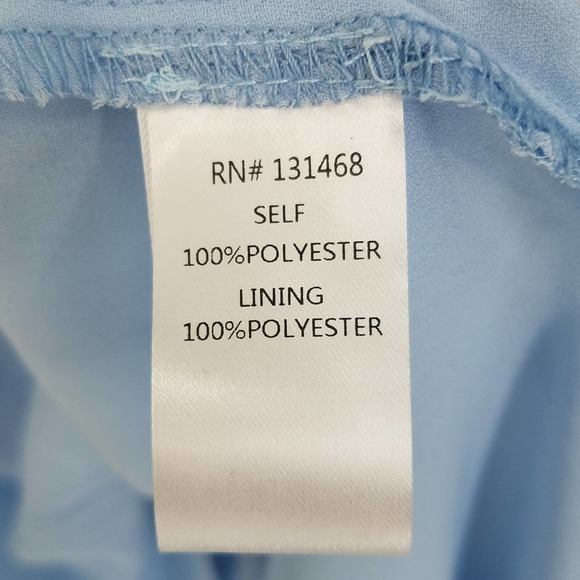 RN# 131468
SELF
100%POLYESTER
LINING
100%POLYESTER